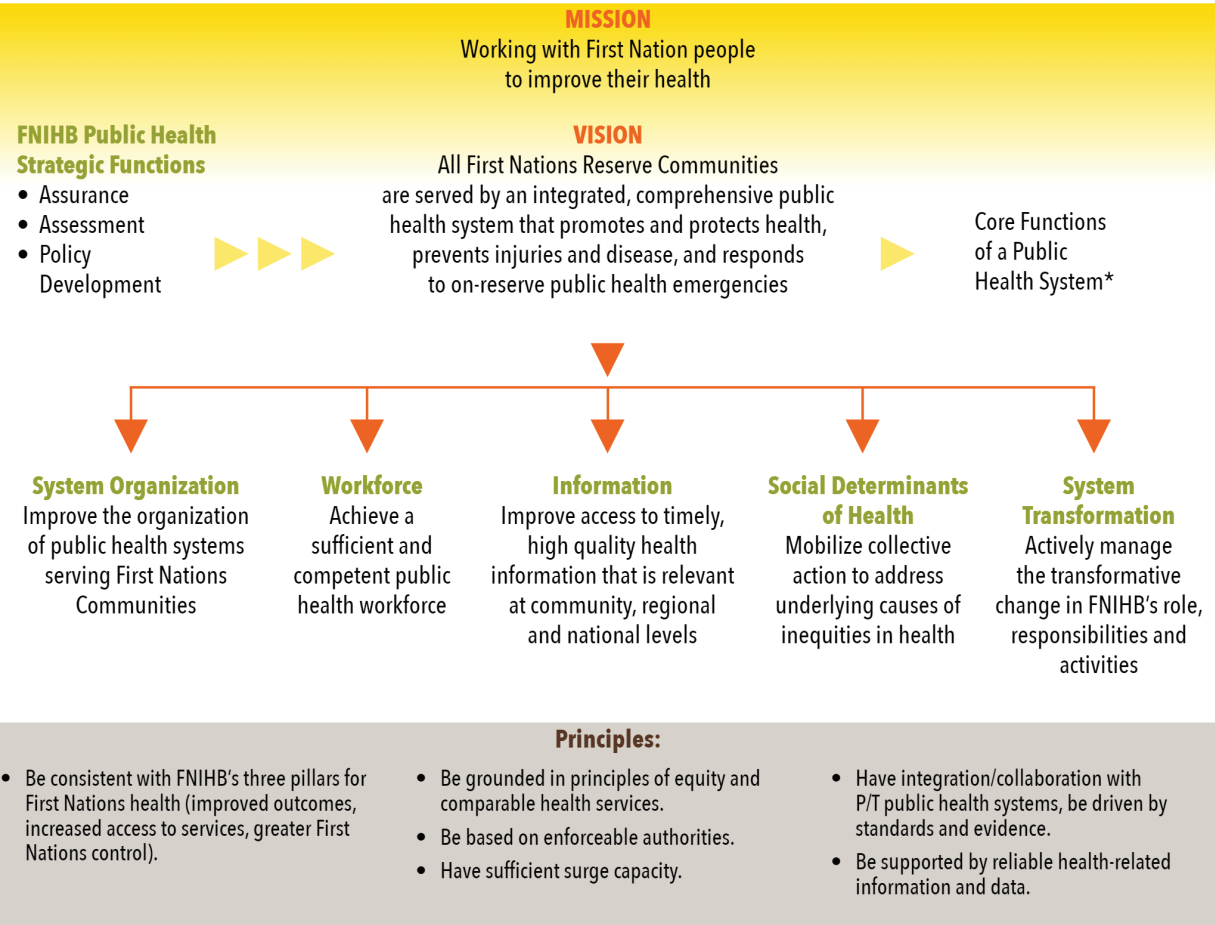 MISSION
Working with First Nation people
to improve their health
FNIHB Public Health
Strategic Functions
• Assurance
• Assessment
• Policy
Development
VISION
All First Nations Reserve Communities
are served by an integrated, comprehensive public
health system that promotes and protects health,
prevents injuries and disease, and responds
to on-reserve public health emergencies
Core Functions
of a Public
Health System*
System Organization
Improve the organization
of public health systems
serving First Nations
Communities
Workforce
Achieve a
sufficient and
competent public
health workforce
Information
Improve access to timely,
high quality health
information that is relevant
at community, regional
and national levels
Social Determinants
of Health
Mobilize collective
action to address
underlying causes of
inequities in health
System
Transformation
Actively manage
the transformative
change in FNIHB’s role,
responsibilities and
activities
Principles:
• Be consistent with FNIHB’s three pillars for
First Nations health (improved outcomes,
increased access to services, greater First
Nations control).
• Be grounded in principles of equity and
comparable health services.
• Be based on enforceable authorities.
• Have sufficient surge capacity.
• Have integration/collaboration with
P/T public health systems, be driven by
standards and evidence.
• Be supported by reliable health-related
information and data.